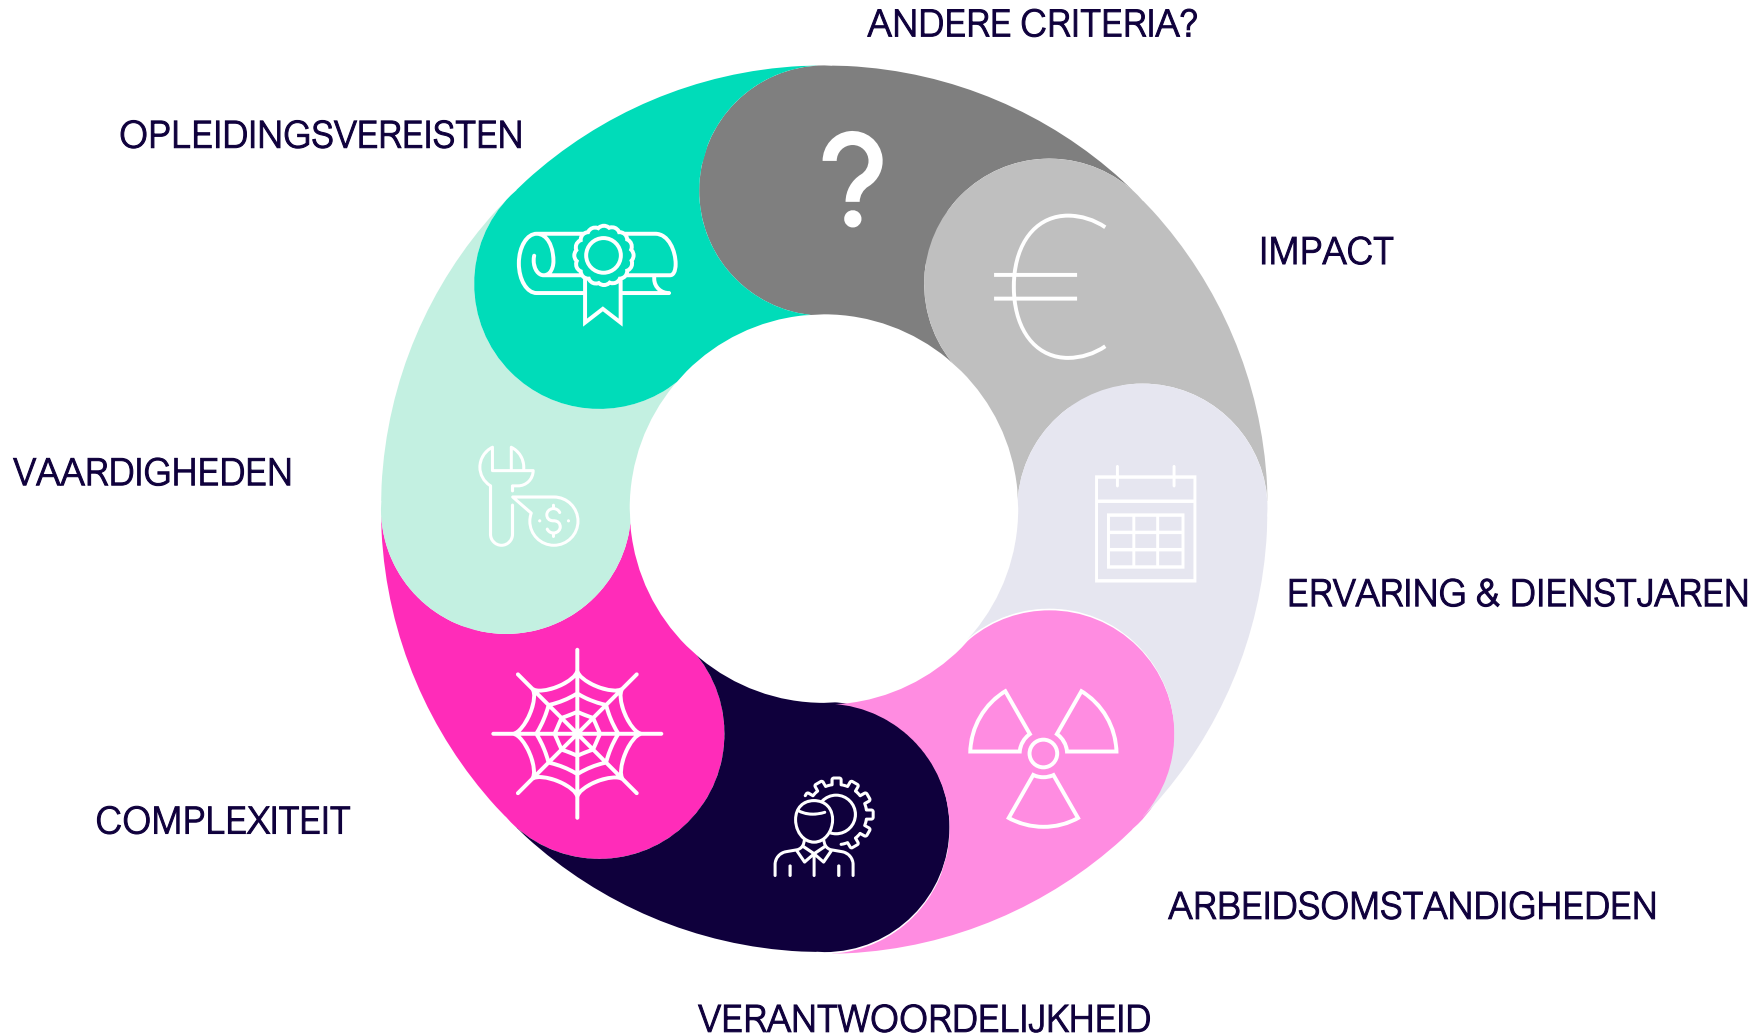 ANDERE CRITERIA?
OPLEIDINGSVEREISTEN
?
IMPACT
€
VAARDIGHEDEN
$
ERVARING & DIENSTJAREN
COMPLEXITEIT
ARBEIDSOMSTANDIGHEDEN
VERANTWOORDELIJKHEID